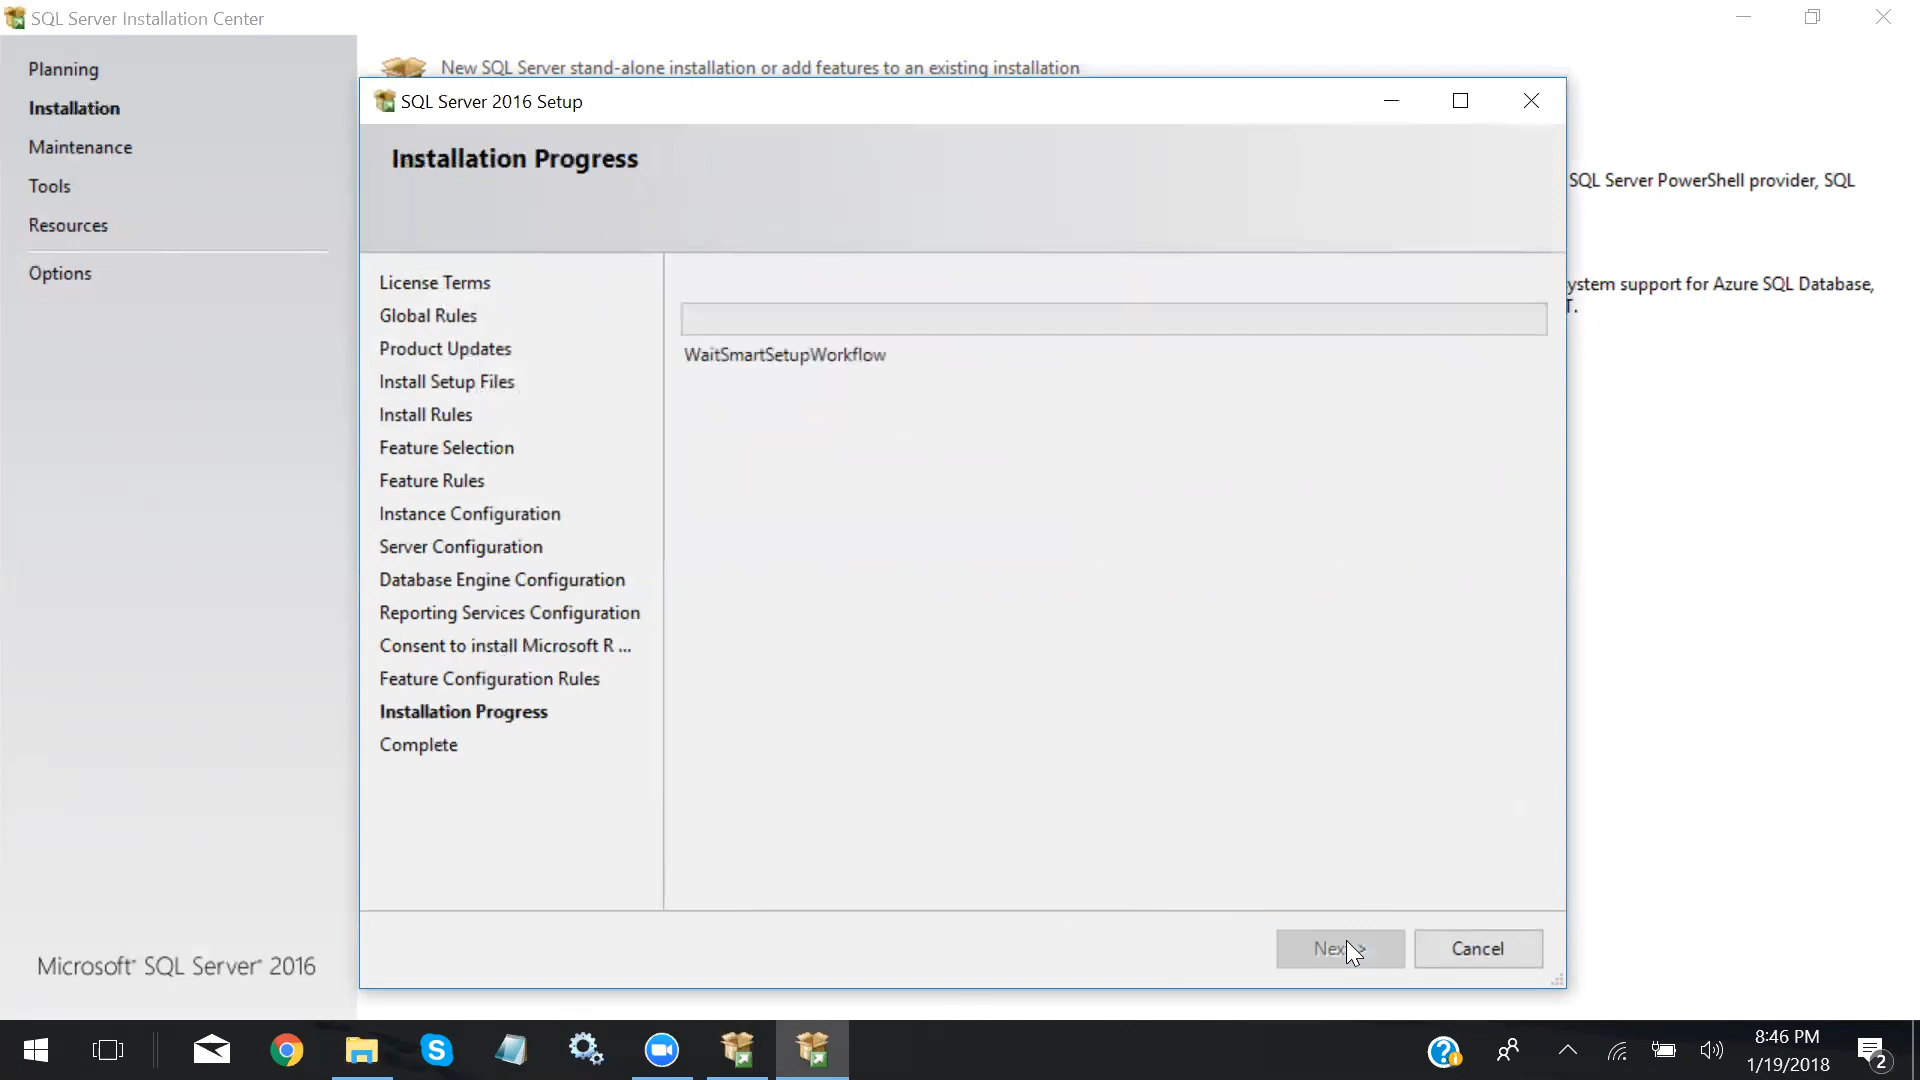 SQL Server Installation Center
Planning
Installation
Maintenance
Tools
Resources
Options
Microsoft® SQL Server® 2016
New SQL Server stand-alone installation or add features to an existing installation
SQL Server PowerShell provider, SQL
ystem support for Azure SQL Database,
T.
SQL Server 2016 Setup
Installation Progress
License Terms
Global Rules
Product Updates
Install Setup Files
Install Rules
Feature Selection
Feature Rules
Instance Configuration
Server Configuration
Database Engine Configuration
Reporting Services Configuration
Consent to install Microsoft R ...
Feature Configuration Rules
Installation Progress
Complete
WaitSmartSetupWorkflow
Cancel
8:46 PM
1/19/2018
2